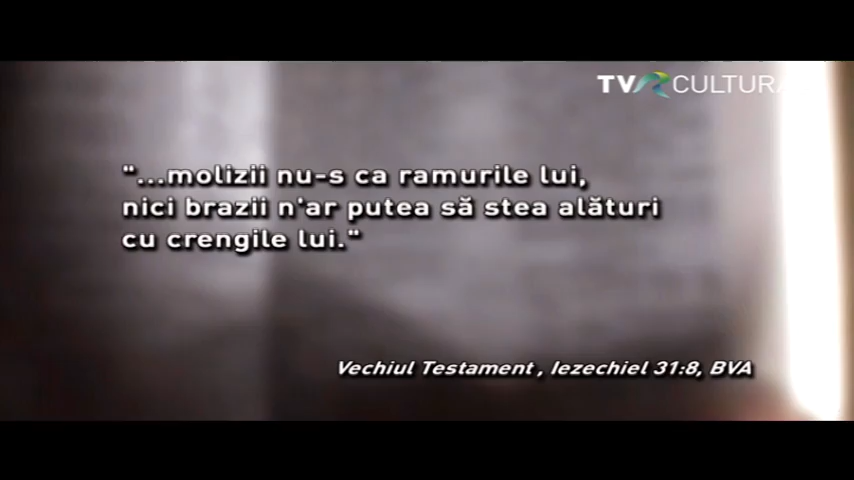 TVR CULTURAL
"...molizii nu-s ca ramurile lui,
nici brazii n'ar putea să stea alături
cu crengile lui."
Vechiul Testament , Iezechiel 31:8, BVA